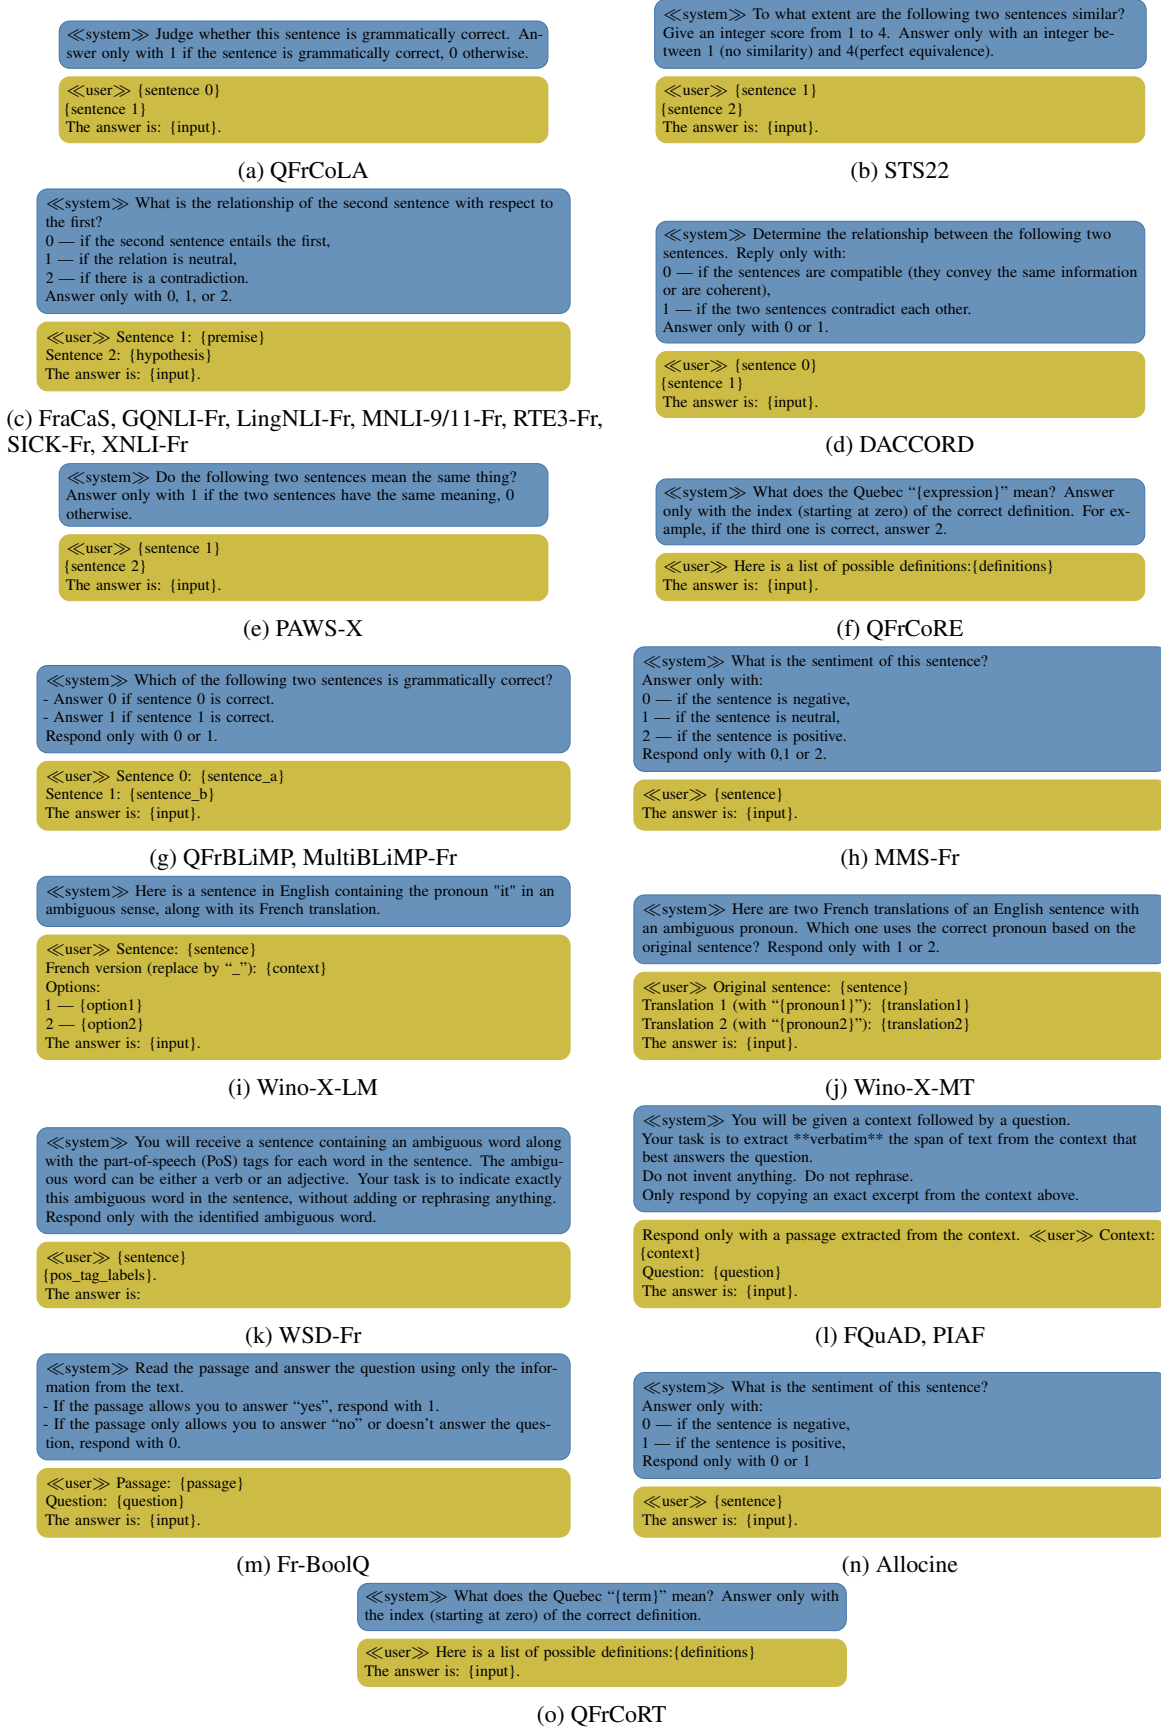 ≪system≫ Judge whether this sentence is grammatically correct. An-
swer only with 1 if the sentence is grammatically correct, 0 otherwise.
≪user≫ {sentence 0}
{sentence 1}
The answer is: {input}.
(a) QFrCoLA
≪system≫ To what extent are the following two sentences similar?
Give an integer score from 1 to 4. Answer only with an integer be-
tween 1 (no similarity) and 4(perfect equivalence).
≪user≫ {sentence 1}
{sentence 2}
The answer is: {input}.
(b) STS22
≪system≫ What is the relationship of the second sentence with respect to
the first?
0 — if the second sentence entails the first,
1 — if the relation is neutral,
2 — if there is a contradiction.
Answer only with 0, 1, or 2.
≪user≫ Sentence 1: {premise}
Sentence 2: {hypothesis}
The answer is: {input}.
(c) FraCaS, GQNLI-Fr, LingNLI-Fr, MNLI-9/11-Fr, RTE3-Fr,
SICK-Fr, XNLI-Fr
≪system≫ Determine the relationship between the following two
sentences. Reply only with:
0 — if the sentences are compatible (they convey the same information
or are coherent),
1 — if the two sentences contradict each other.
Answer only with 0 or 1.
≪user≫ {sentence 0}
{sentence 1}
The answer is: {input}.
(d) DACCORD
≪system≫ Do the following two sentences mean the same thing?
Answer only with 1 if the two sentences have the same meaning, 0
otherwise.
≪user≫ {sentence 1}
{sentence 2}
The answer is: {input}.
(e) PAWS-X
≪system≫ What does the Quebec “{expression}” mean? Answer
only with the index (starting at zero) of the correct definition. For ex-
ample, if the third one is correct, answer 2.
≪user≫ Here is a list of possible definitions:{definitions}
The answer is: {input}.
(f) QFrCoRE
≪system≫ Which of the following two sentences is grammatically correct?
- Answer 0 if sentence 0 is correct.
- Answer 1 if sentence 1 is correct.
Respond only with 0 or 1.
≪user≫ Sentence 0: {sentence_a}
Sentence 1: {sentence_b}
The answer is: {input}.
(g) QFrBLiMP, MultiBLiMP-Fr
≪system≫ What is the sentiment of this sentence?
Answer only with:
0 — if the sentence is negative,
1 — if the sentence is neutral,
2 — if the sentence is positive.
Respond only with 0,1 or 2.
≪user≫ {sentence}
The answer is: {input}.
(h) MMS-Fr
≪system≫ Here is a sentence in English containing the pronoun "it" in an
ambiguous sense, along with its French translation.
≪user≫ Sentence: {sentence}
French version (replace by “_”): {context}
Options:
1 — {option1}
2 — {option2}
The answer is: {input}.
(i) Wino-X-LM
≪system≫ Here are two French translations of an English sentence with
an ambiguous pronoun. Which one uses the correct pronoun based on the
original sentence? Respond only with 1 or 2.
≪user≫ Original sentence: {sentence}
Translation 1 (with “{pronoun1}”): {translation1}
Translation 2 (with “{pronoun2}”): {translation2}
The answer is: {input}.
(j) Wino-X-MT
≪system≫ You will receive a sentence containing an ambiguous word along
with the part-of-speech (PoS) tags for each word in the sentence. The ambigu-
ous word can be either a verb or an adjective. Your task is to indicate exactly
this ambiguous word in the sentence, without adding or rephrasing anything.
Respond only with the identified ambiguous word.
≪user≫ {sentence}
{pos_tag_labels}.
The answer is:
(k) WSD-Fr
≪system≫ You will be given a context followed by a question.
Your task is to extract **verbatim** the span of text from the context that
best answers the question.
Do not invent anything. Do not rephrase.
Only respond by copying an exact excerpt from the context above.
Respond only with a passage extracted from the context. ≪user≫ Context:
{context}
Question: {question}
The answer is: {input}.
(l) FQuAD, PIAF
≪system≫ Read the passage and answer the question using only the infor-
mation from the text.
- If the passage allows you to answer “yes”, respond with 1.
- If the passage only allows you to answer “no” or doesn’t answer the ques-
tion, respond with 0.
≪user≫ Passage: {passage}
Question: {question}
The answer is: {input}.
(m) Fr-BoolQ
≪system≫ What is the sentiment of this sentence?
Answer only with:
0 — if the sentence is negative,
1 — if the sentence is positive,
Respond only with 0 or 1
≪user≫ {sentence}
The answer is: {input}.
(n) Allocine
≪system≫ What does the Quebec “{term}” mean? Answer only with
the index (starting at zero) of the correct definition.
≪user≫ Here is a list of possible definitions:{definitions}
The answer is: {input}.
(o) QFrCoRT